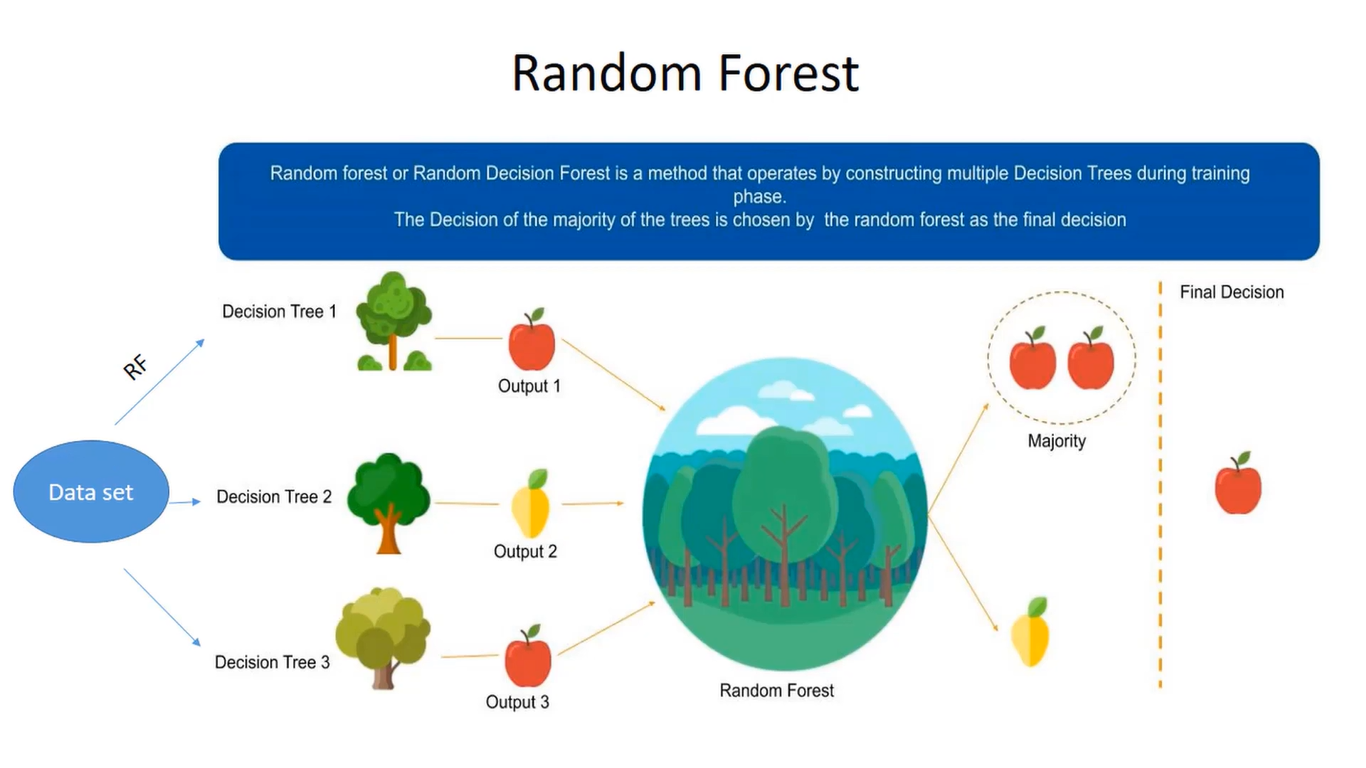 Random Forest
Random forest or Random Decision Forest is a method that operates by constructing multiple Decision Trees during training
phase.
The Decision of the majority of the trees is chosen by  the random forest as the final decision
Final Decision
Decision Tree 1
RF
Output 1
Majority
Data set
Decision Tree 2
Output 2
Decision Tree 3
Output 3
Random Forest